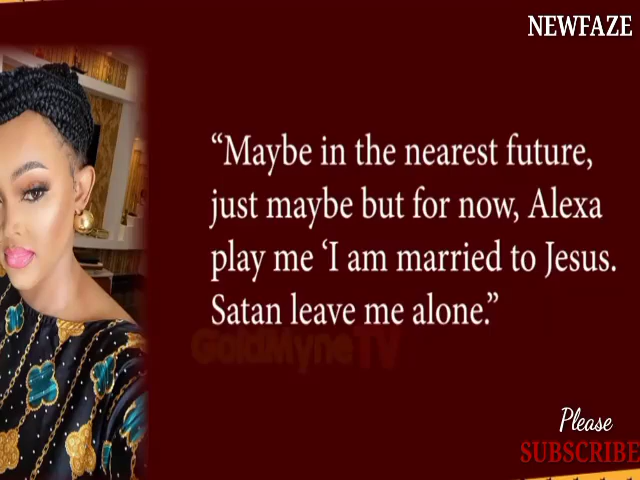 NEWFAZE
“Maybe in the nearest future,
just maybe but for now, Alexa
play me ‘I am married to Jesus.
Satan leave me alone.”
GoldMyneTV
Please
SUBSCRIBE